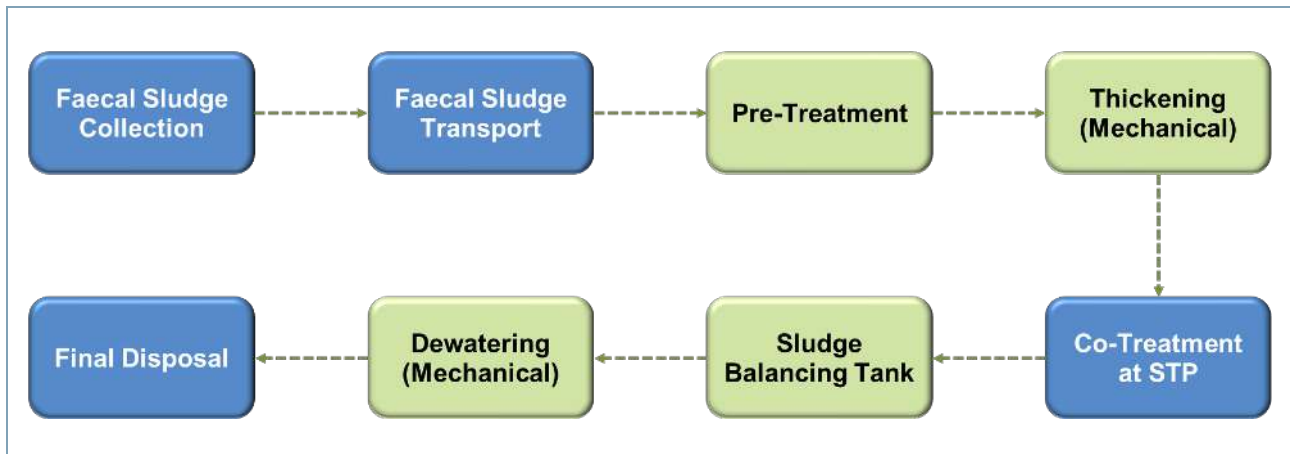 Faecal Sludge
Collection
Faecal Sludge
Transport
Pre-Treatment
Thickening
(Mechanical)
Co-Treatment
at STP
Sludge
Balancing Tank
Dewatering
(Mechanical)
Final Disposal